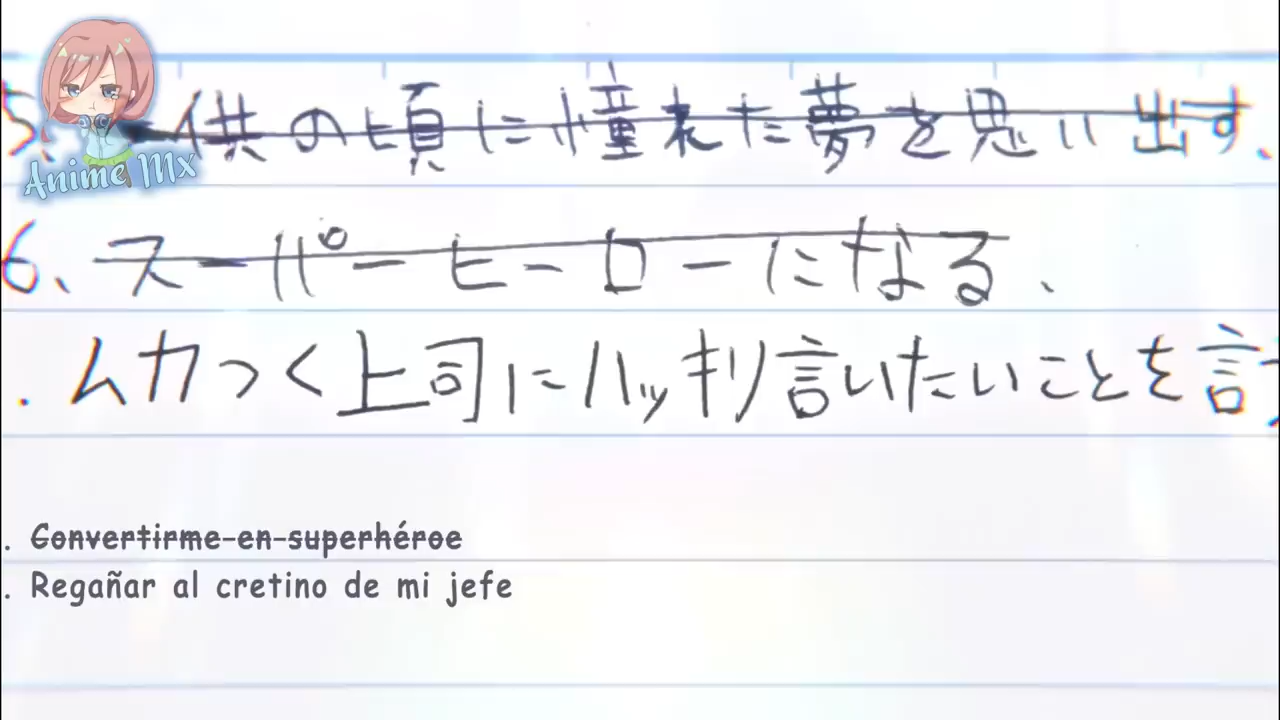 Anime Mx
5、 供の頃に憧れた夢を思い出す、
6、スーパーヒーローになる、
. ムカつく上司にハッキリ言いたいことを言
. Convertirme en superhéroe
. Regañar al cretino de mi jefe